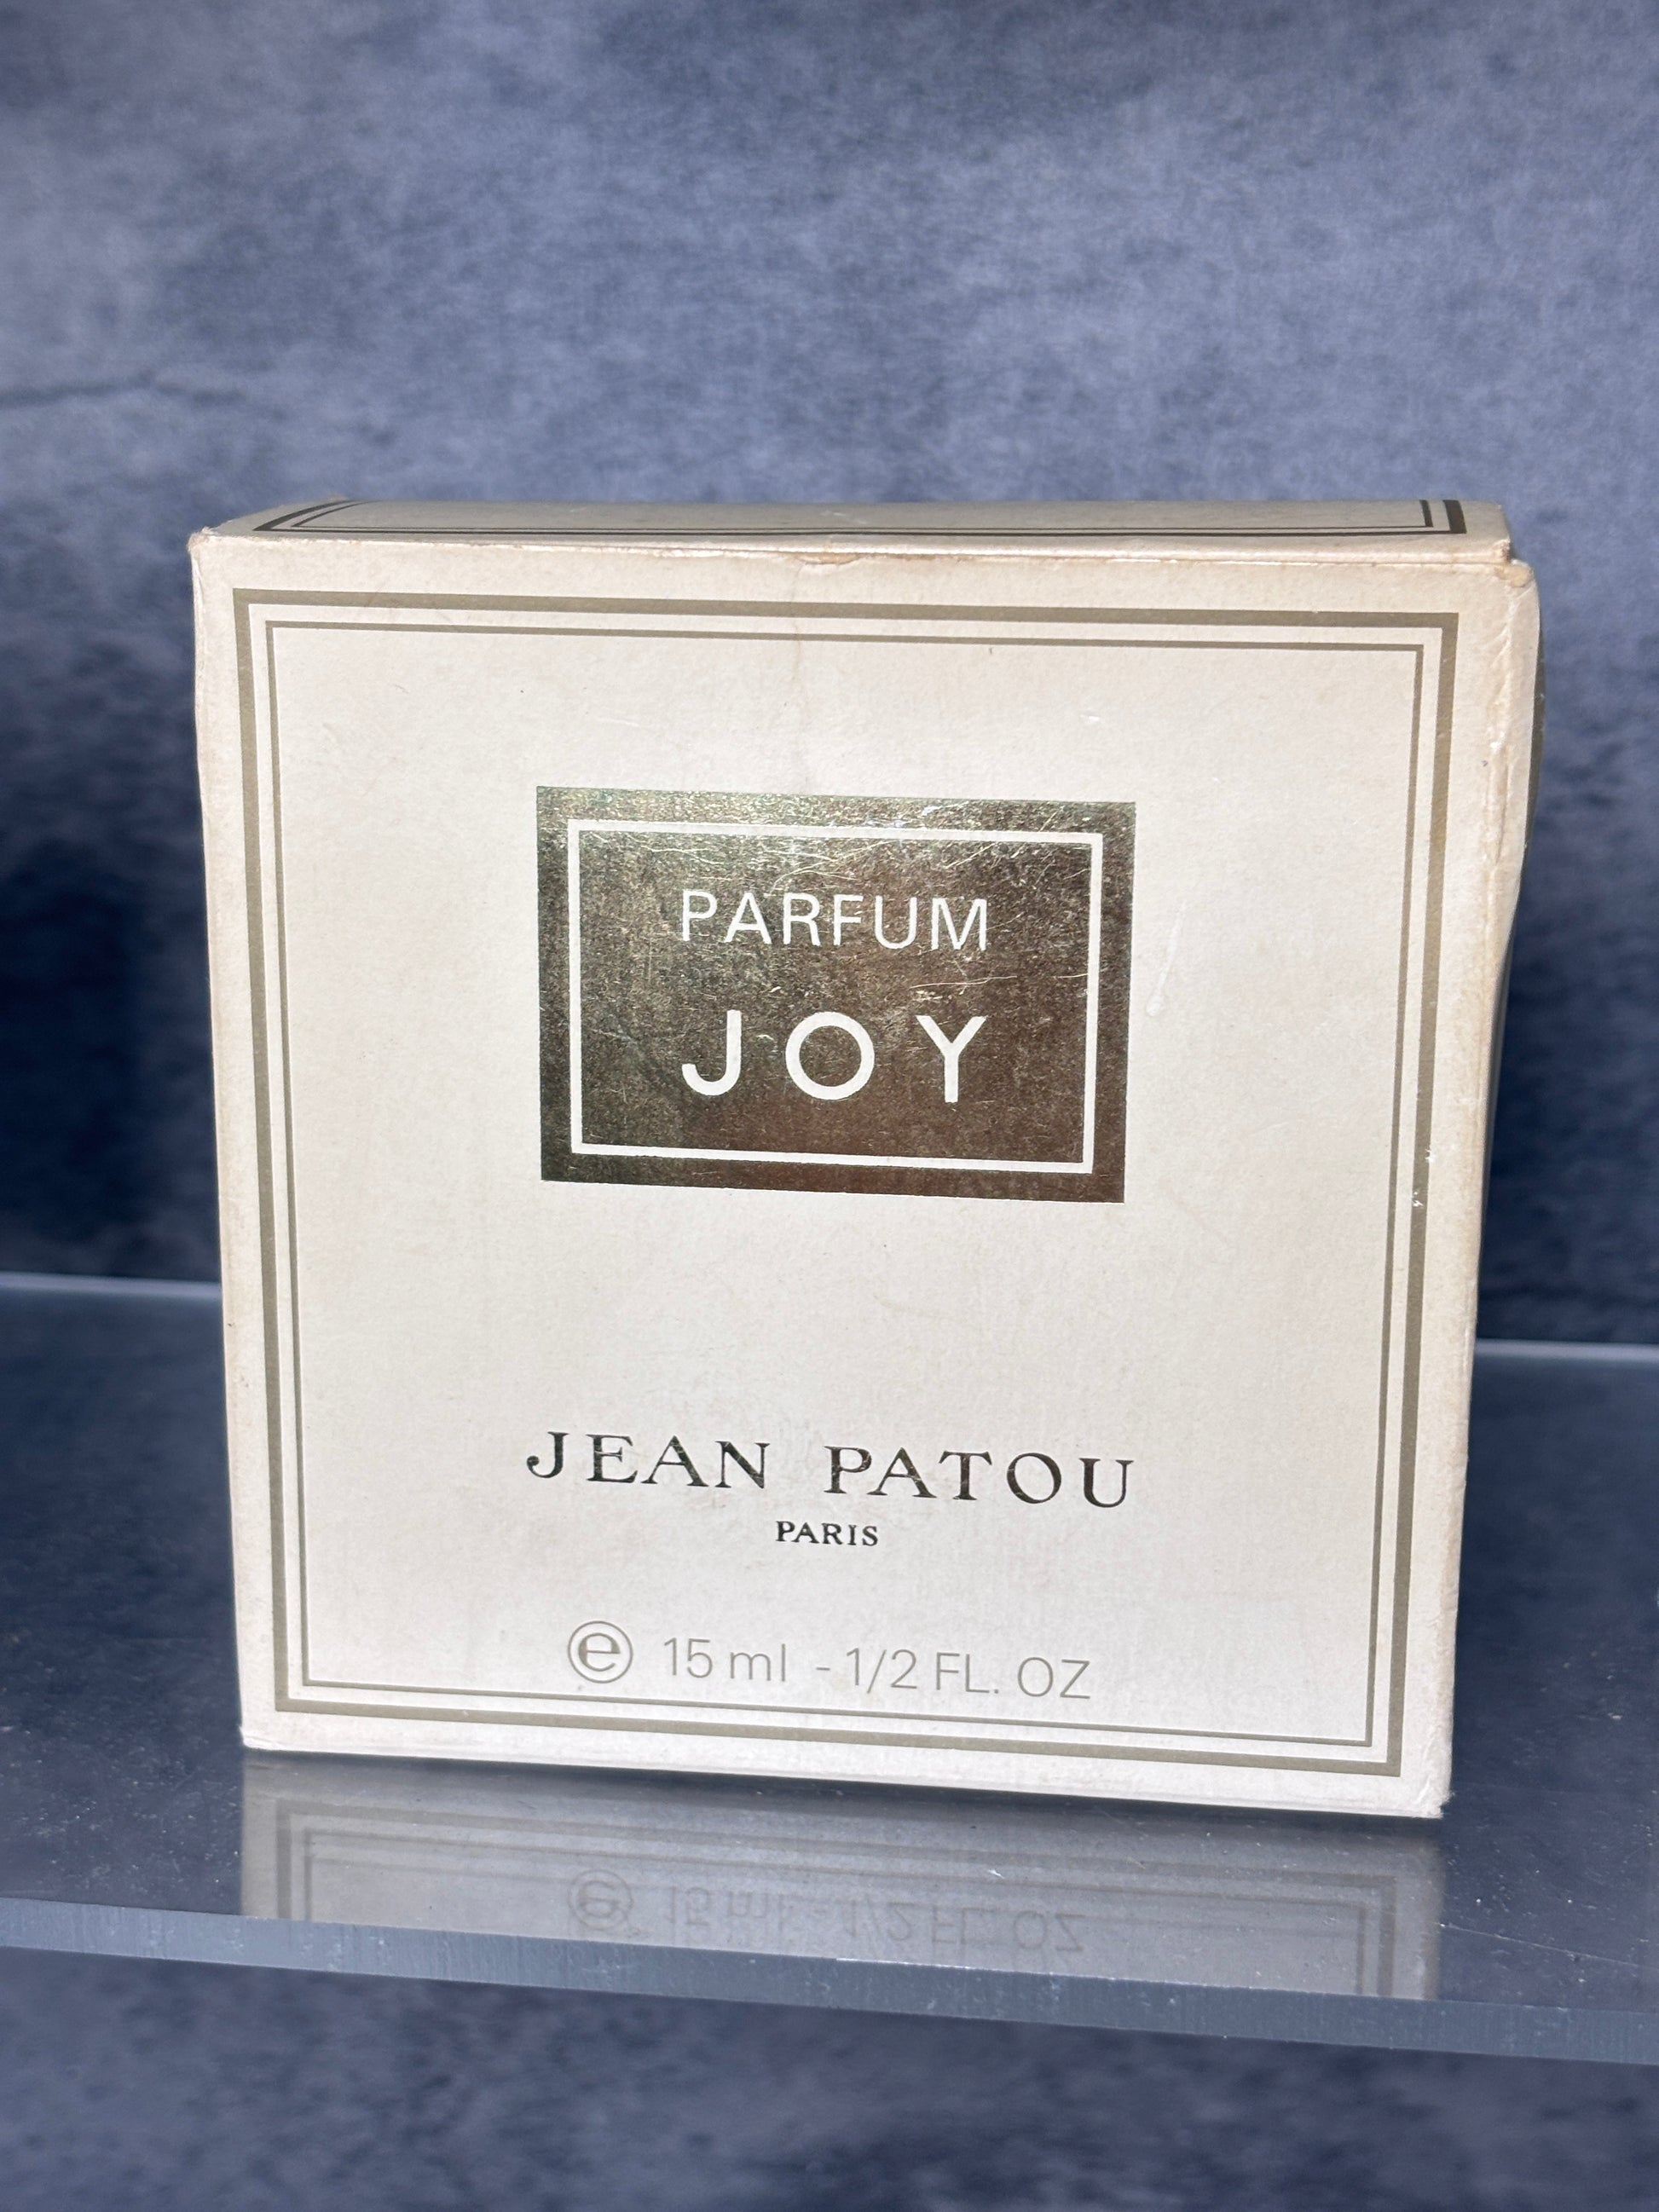 PARFUM
JOY
JEAN PATOU
PARIS
℮ 15 ml - 1/2 FL. OZ